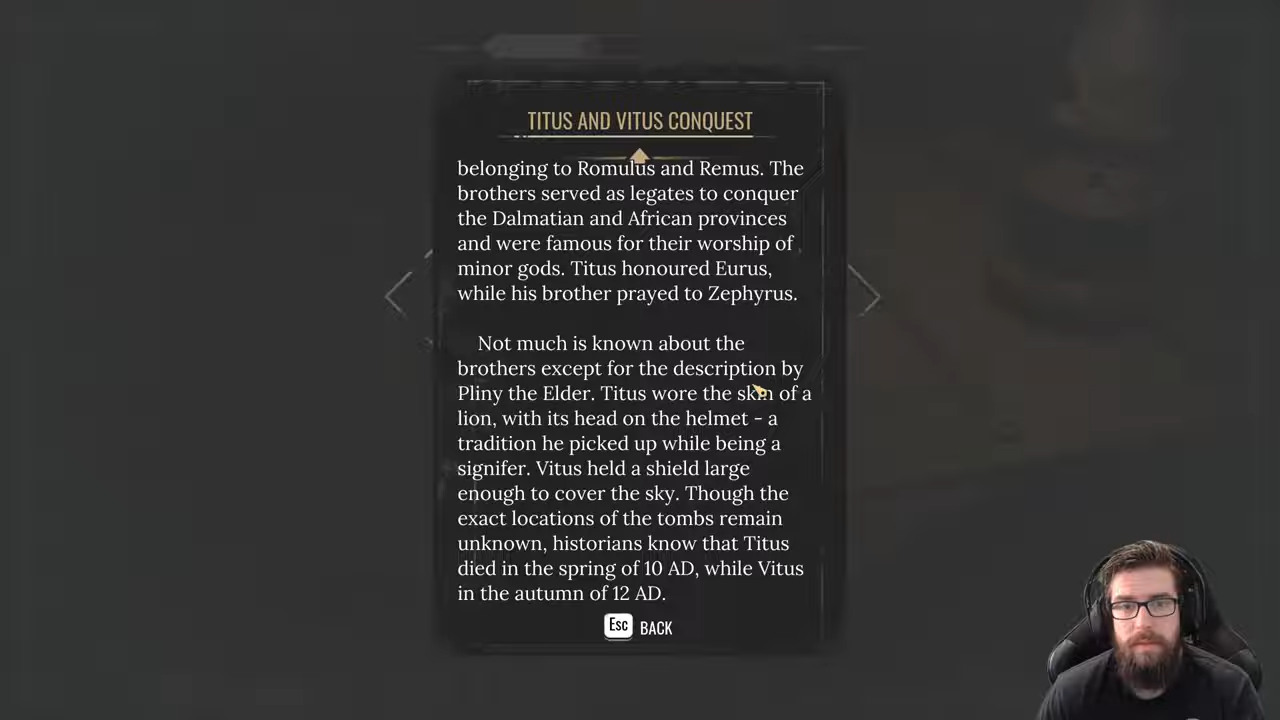 TITUS AND VITUS CONQUEST
belonging to Romulus and Remus. The
brothers served as legates to conquer
the Dalmatian and African provinces
and were famous for their worship of
minor gods. Titus honoured Eurus,
while his brother prayed to Zephyrus.
Not much is known about the
brothers except for the description by
Pliny the Elder. Titus wore the skin of a
lion, with its head on the helmet - a
tradition he picked up while being a
signifer. Vitus held a shield large
enough to cover the sky. Though the
exact locations of the tombs remain
unknown, historians know that Titus
died in the spring of 10 AD, while Vitus
in the autumn of 12 AD.
Esc BACK